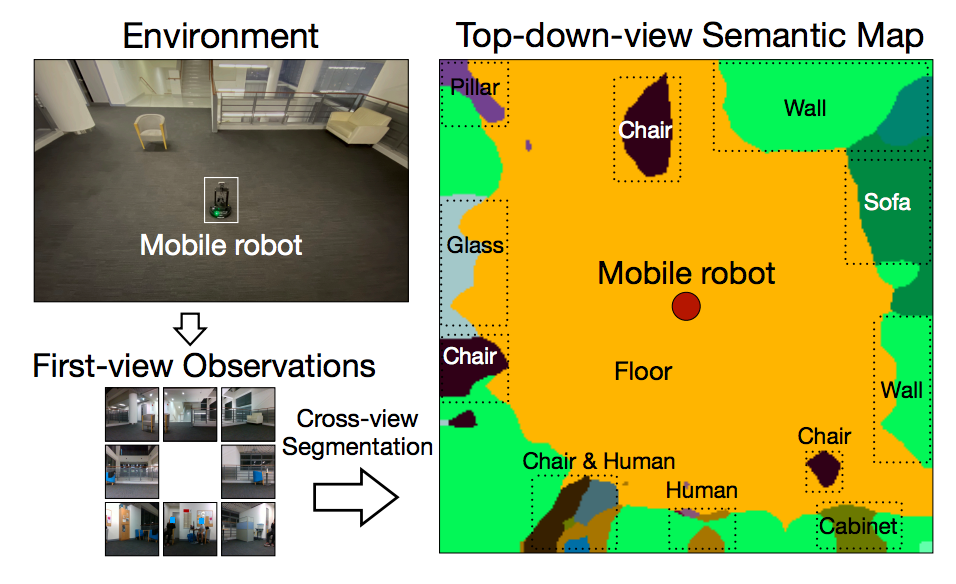 Environment
Mobile robot
First-view Observations
Cross-view
Segmentation
Top-down-view Semantic Map
Pillar
Chair
Wall
Sofa
Glass
Mobile robot
Chair
Floor
Wall
Chair
Chair & Human
Human
Cabinet